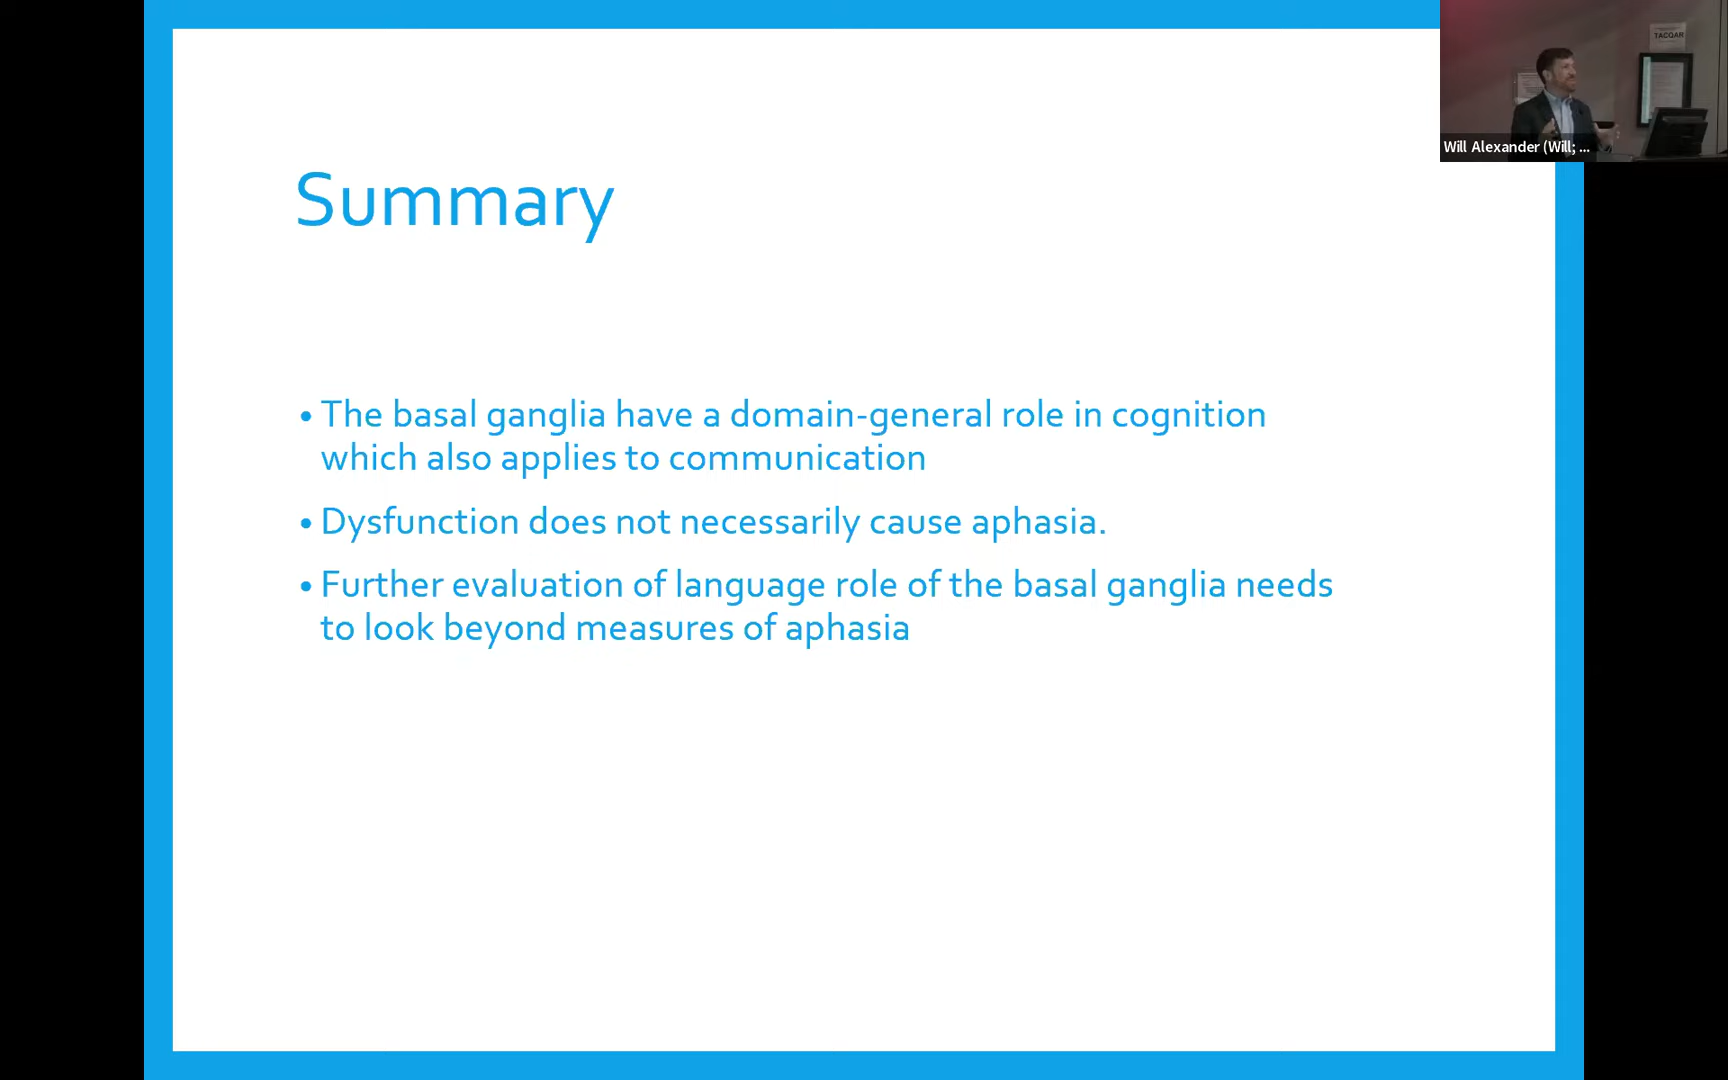 Summary
• The basal ganglia have a domain-general role in cognition
which also applies to communication
• Dysfunction does not necessarily cause aphasia.
• Further evaluation of language role of the basal ganglia needs
to look beyond measures of aphasia
TACQAR
Will Alexander (Will; ...